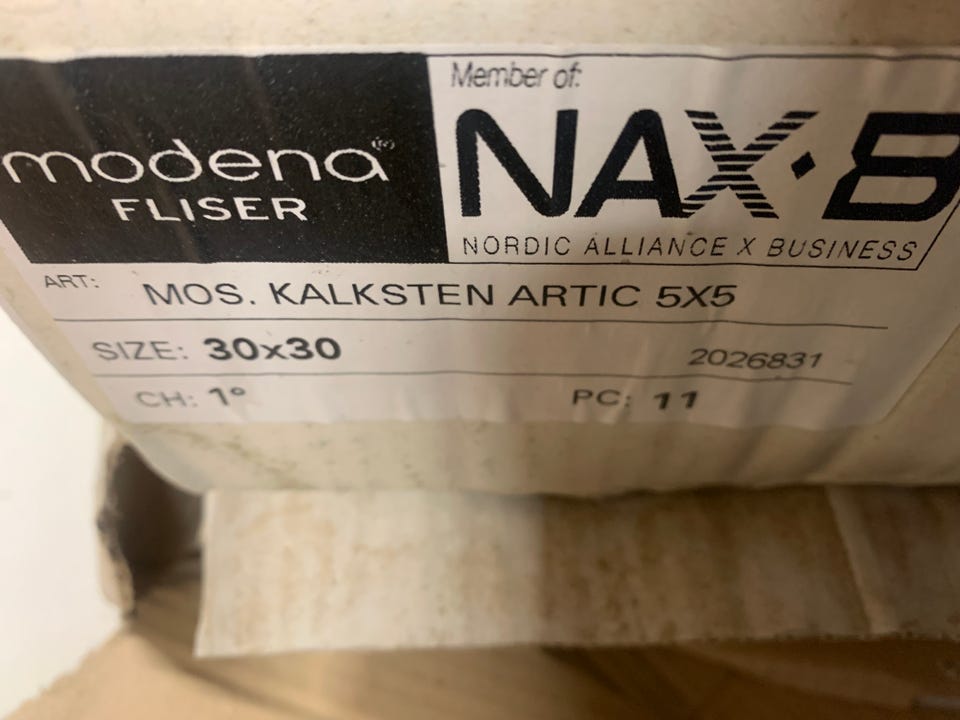 modena®
FLISER
Member of:
NAX·B
NORDIC ALLIANCE X BUSINESS
ART: MOS. KALKSTEN ARTIC 5X5
SIZE: 30x30 2026831
CH: 1° PC: 11